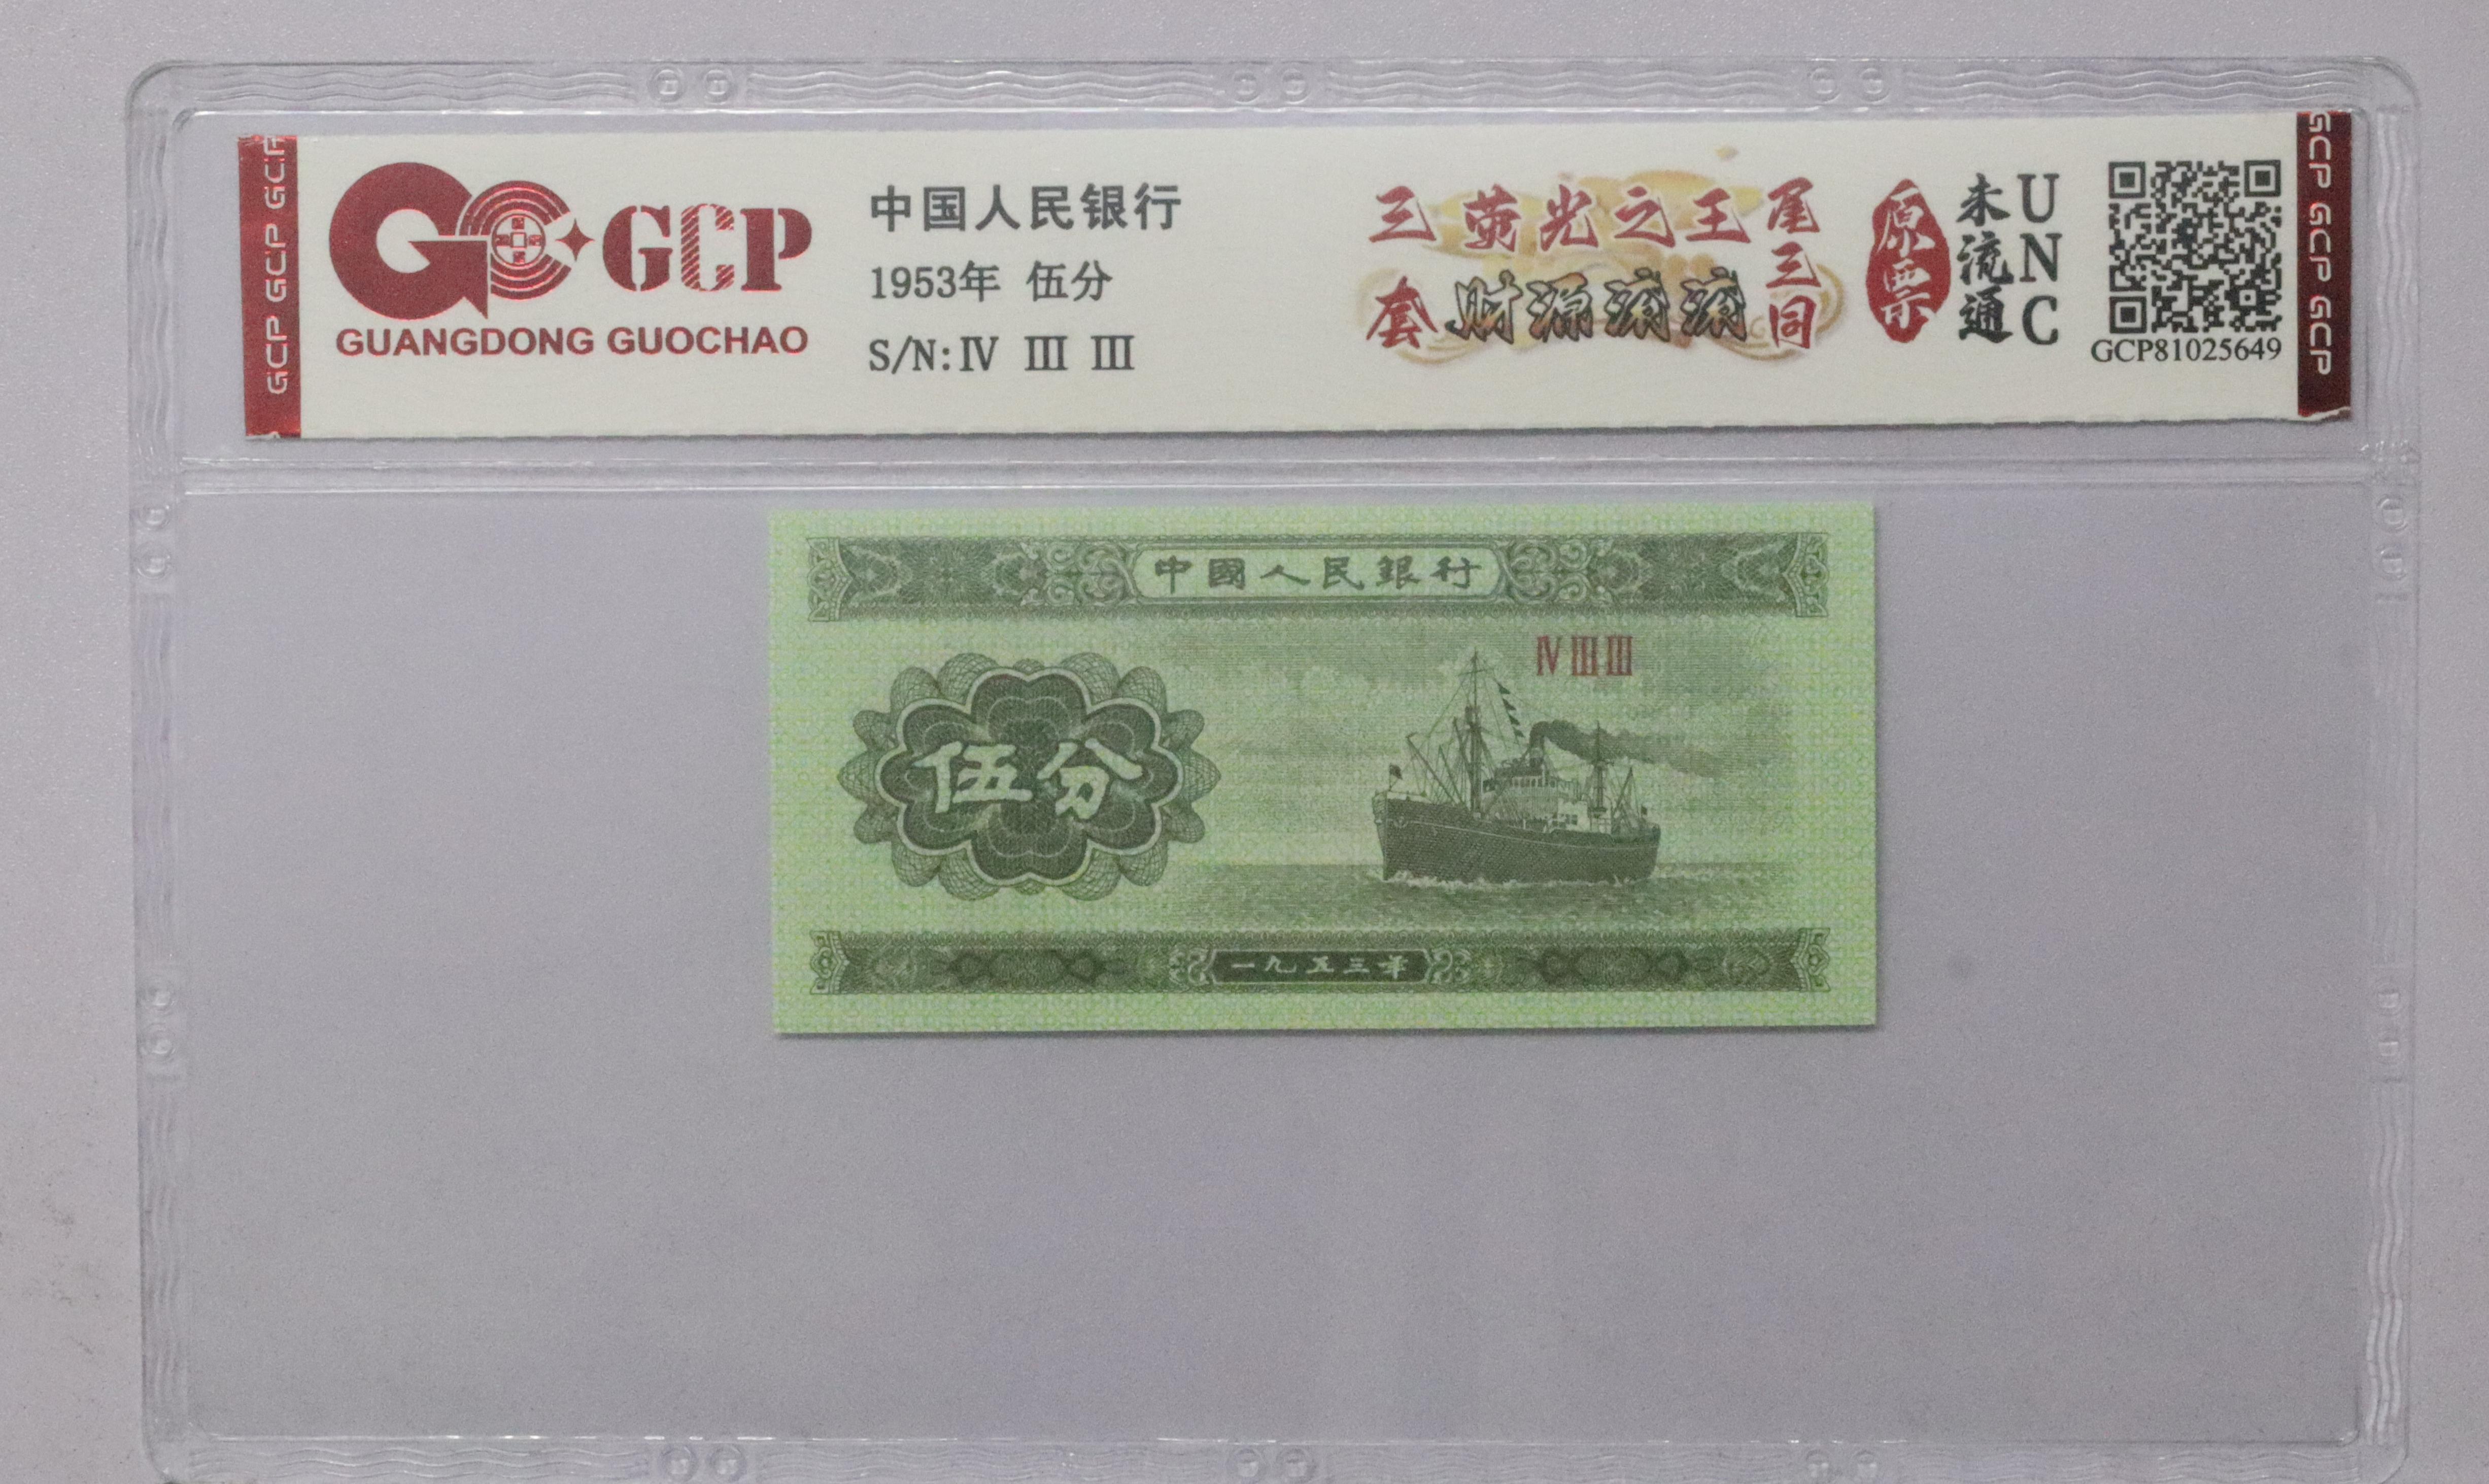 GCP GCP GCP
GCP
GUANGDONG GUOCHAO
中国人民银行
1953年 伍分
S/N:Ⅳ Ⅲ Ⅲ
三套
荧光之王
财源滚滚
尾三同
原票
未流通
UNC
GCP81025649
GCP GCP GCP GCP
中國人民銀行
Ⅳ Ⅲ Ⅲ
伍分
一九五三年